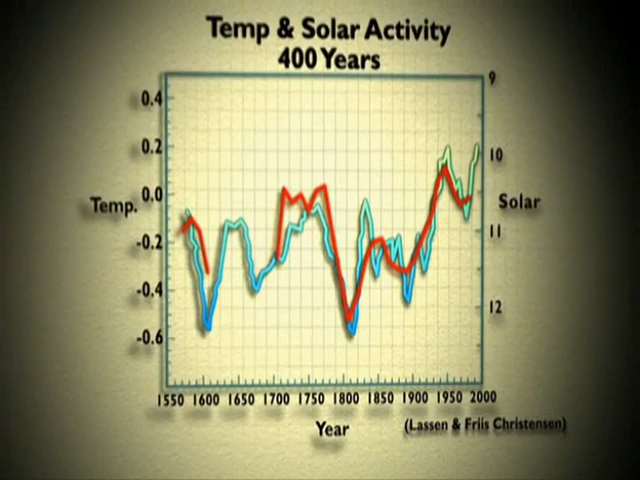 Temp & Solar Activity
400 Years
9
0.4
0.2
10
0.0
Temp.
Solar
-0.2
11
-0.4
12
-0.6
1550 1600 1650 1700 1750 1800 1850 1900 1950 2000
Year
(Lassen & Friis Christensen)